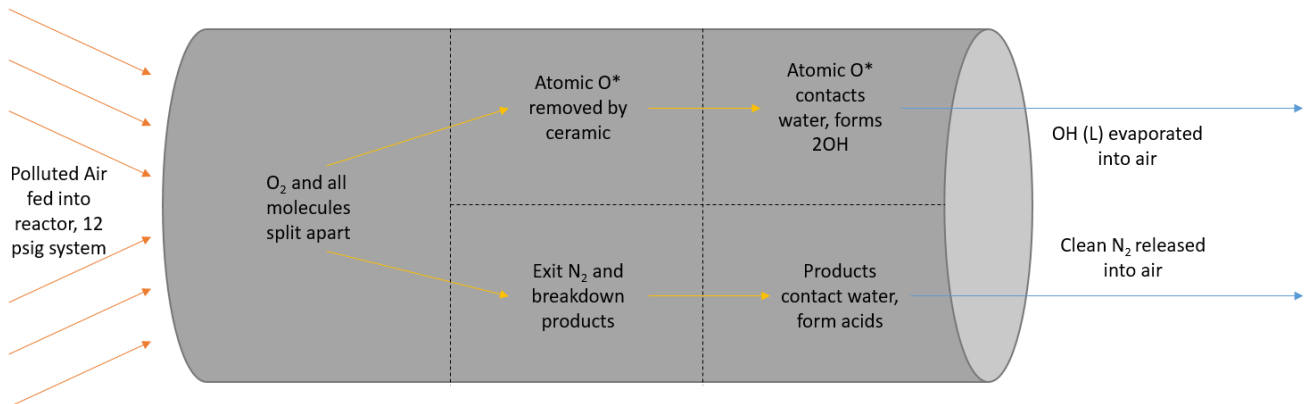 Polluted Air
fed into
reactor, 12
psig system
O₂ and all
molecules
split apart
Atomic O*
removed by
ceramic
Atomic O*
contacts
water, forms
2OH
OH (L) evaporated
into air
Exit N₂ and
breakdown
products
Products
contact water,
form acids
Clean N₂ released
into air